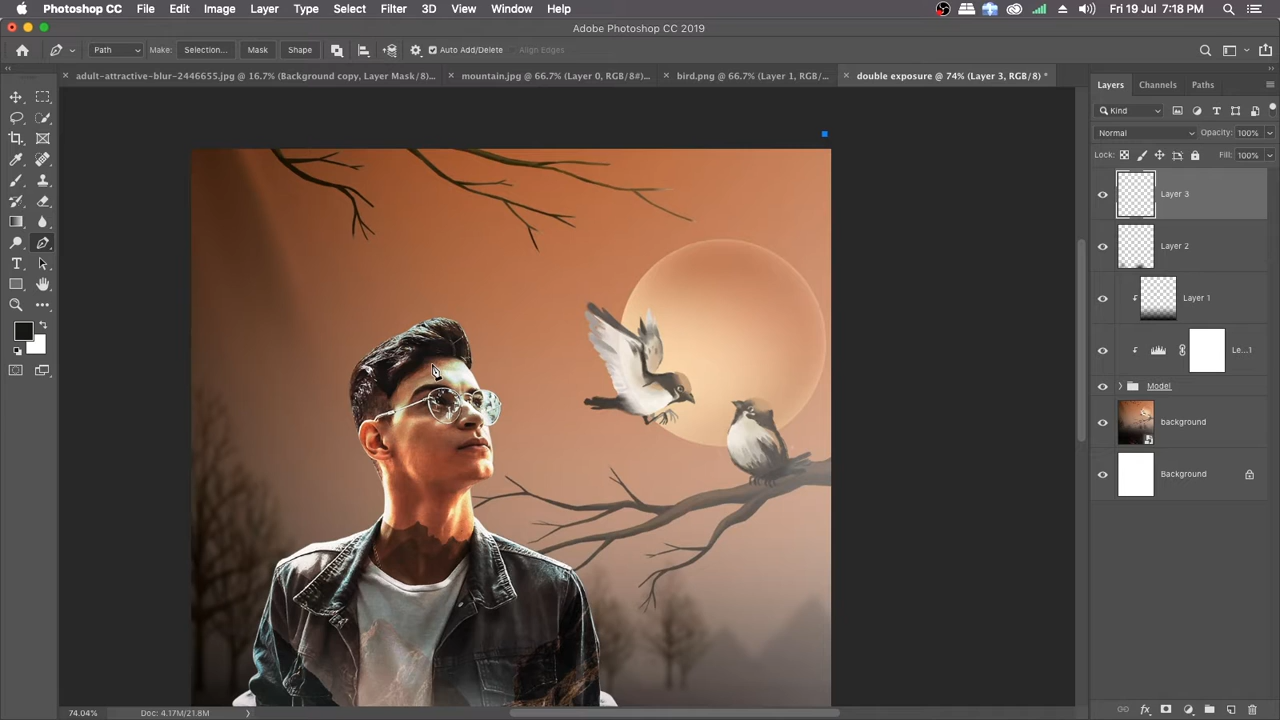 Photoshop CC File Edit Image Layer Type Select Filter 3D View Window Help Fri 19 Jul 7:18 PM
Adobe Photoshop CC 2019
Path Make: Selection... Mask Shape Auto Add/Delete Align Edges
adult-attractive-blur-2446655.jpg @ 16.7% (Background copy, Layer Mask/8)... mountain.jpg @ 66.7% (Layer 0, RGB/8#)... bird.png @ 66.7% (Layer 1, RGB/... double exposure @ 74% (Layer 3, RGB/8) *
Layers Channels Paths
Kind
Normal Opacity: 100%
Lock: Fill: 100%
Layer 3
Layer 2
Layer 1
Le...1
Model
background
Background
74.04% Doc: 4.17M/21.8M